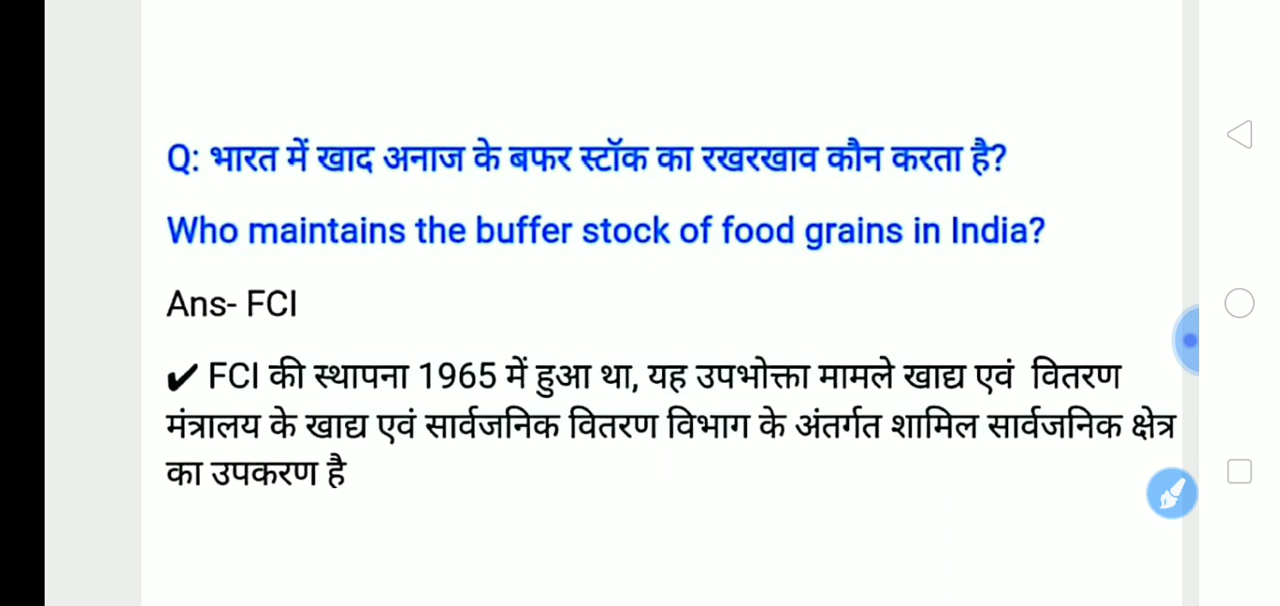 Q: भारत में खाद अनाज के बफर स्टॉक का रखरखाव कौन करता है?
Who maintains the buffer stock of food grains in India?
Ans- FCI
✔ FCI की स्थापना 1965 में हुआ था, यह उपभोक्ता मामले खाद्य एवं वितरण
मंत्रालय के खाद्य एवं सार्वजनिक वितरण विभाग के अंतर्गत शामिल सार्वजनिक क्षेत्र
का उपकरण है